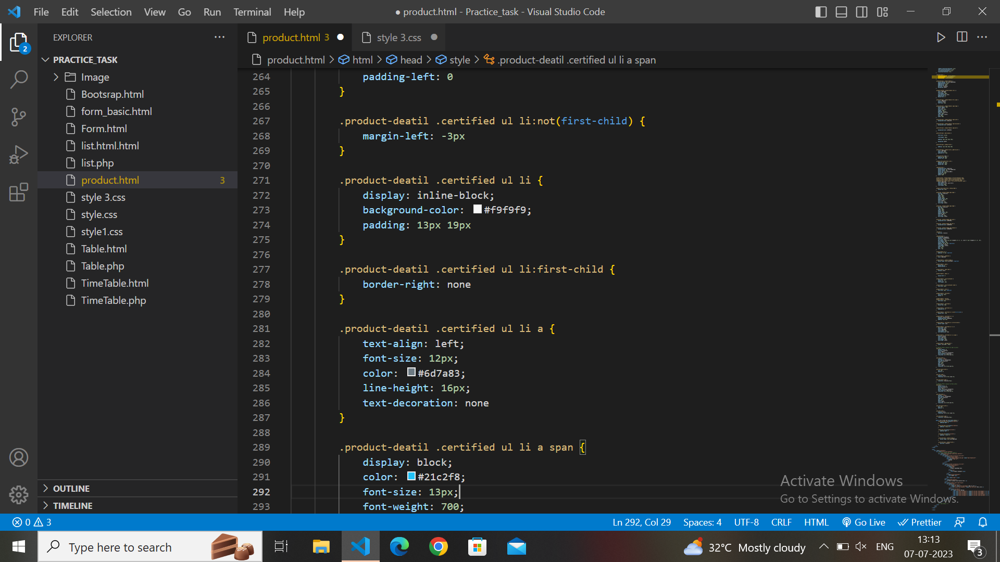 File Edit Selection View Go Run Terminal Help
● product.html - Practice_task - Visual Studio Code
2
EXPLORER
PRACTICE_TASK
Image
Bootsrap.html
form_basic.html
Form.html
list.html.html
list.php
product.html 3
style 3.css
style.css
style1.css
Table.html
Table.php
TimeTable.html
TimeTable.php
OUTLINE
TIMELINE
product.html 3
style 3.css
product.html > html > head > style > .product-deatil .certified ul li a span
264 padding-left: 0
265 }
266
267 .product-deatil .certified ul li:not(first-child) {
268 margin-left: -3px
269 }
270
271 .product-deatil .certified ul li {
272 display: inline-block;
273 background-color: #f9f9f9;
274 padding: 13px 19px
275 }
276
277 .product-deatil .certified ul li:first-child {
278 border-right: none
279 }
280
281 .product-deatil .certified ul li a {
282 text-align: left;
283 font-size: 12px;
284 color: #6d7a83;
285 line-height: 16px;
286 text-decoration: none
287 }
288
289 .product-deatil .certified ul li a span {
290 display: block;
291 color: #21c2f8;
292 font-size: 13px;
293 font-weight: 700;
Activate Windows
Go to Settings to activate Windows.
0 3
Ln 292, Col 29 Spaces: 4 UTF-8 CRLF HTML Go Live Prettier
Type here to search
32°C Mostly cloudy
ENG
13:13
07-07-2023
3